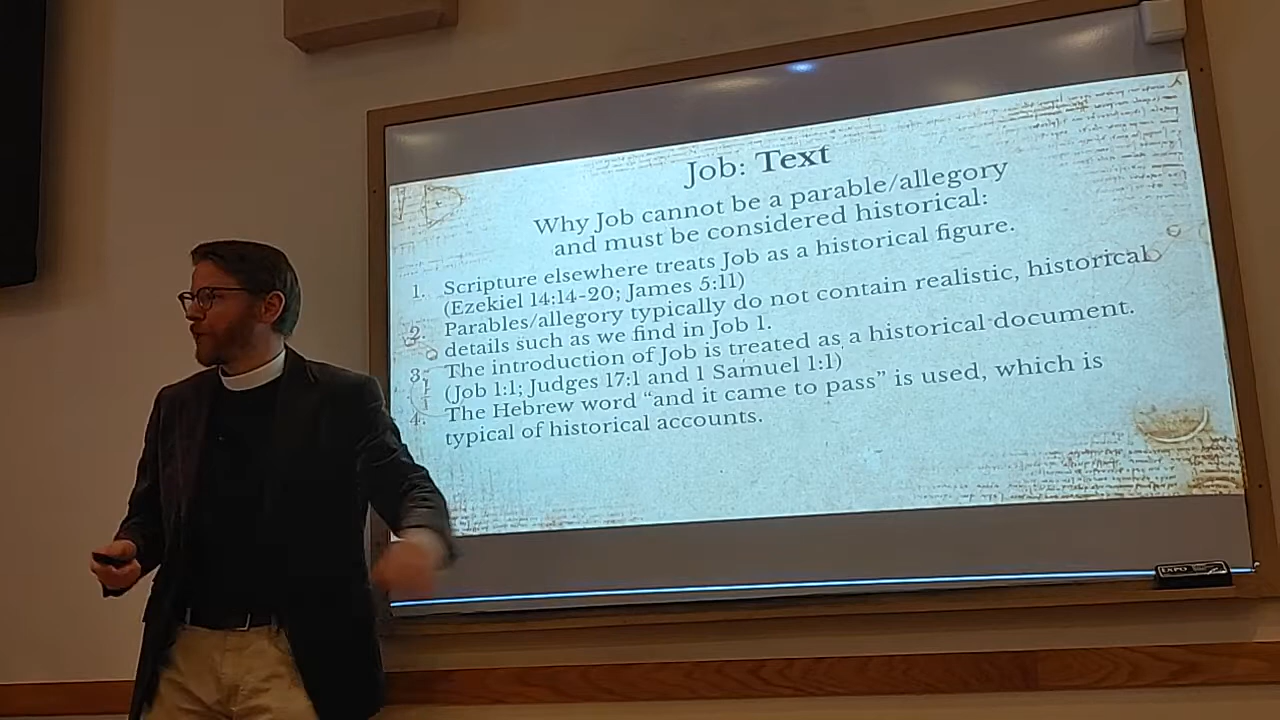 Job: Text
Why Job cannot be a parable/allegory
and must be considered historical:
1. Scripture elsewhere treats Job as a historical figure.
(Ezekiel 14:14-20; James 5:11)
2. Parables/allegory typically do not contain realistic, historical
details such as we find in Job 1.
3. The introduction of Job is treated as a historical document.
(Job 1:1; Judges 17:1 and 1 Samuel 1:1)
4. The Hebrew word “and it came to pass” is used, which is
typical of historical accounts.
EXPO